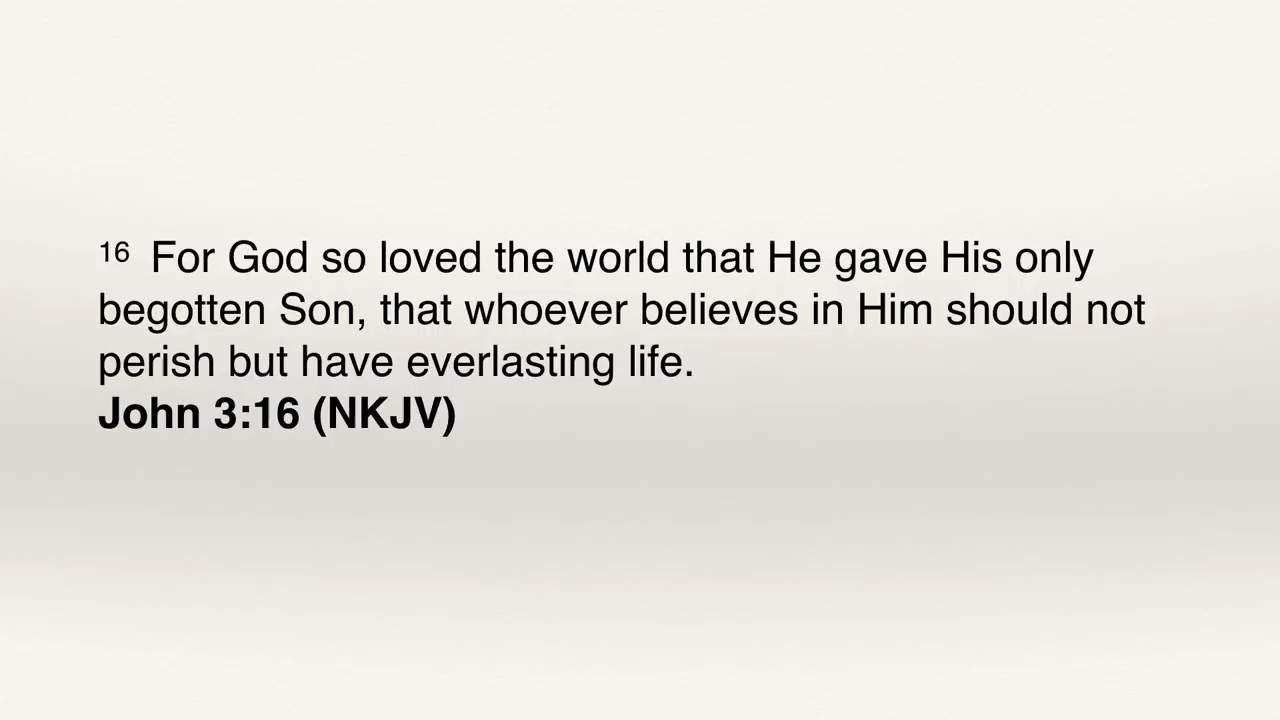 16 For God so loved the world that He gave His only
begotten Son, that whoever believes in Him should not
perish but have everlasting life.
John 3:16 (NKJV)